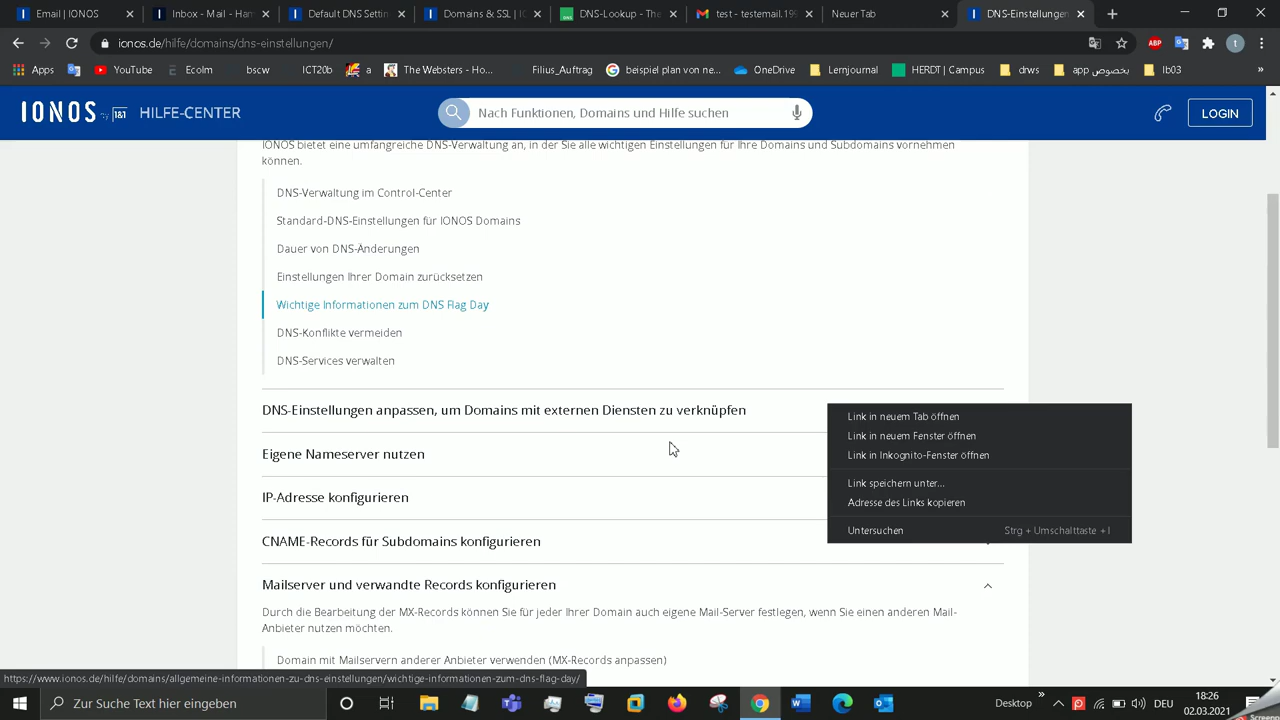 Email | IONOS
Inbox - Mail - Han
Default DNS Settin
Domains & SSL | IO
DNS-Lookup - The
test - testemail.199
Neuer Tab
DNS-Einstellungen
ionos.de/hilfe/domains/dns-einstellungen/
ABP
t
Apps
YouTube
Ecolm
bscw
ICT20b
a
The Websters - Ho...
Filius_Auftrag
beispiel plan von ne...
OneDrive
Lernjournal
HERDT | Campus
drws
app بخصوص
lb03
»
IONOS by 1&1 HILFE-CENTER
Nach Funktionen, Domains und Hilfe suchen
LOGIN
IONOS bietet eine umfangreiche DNS-Verwaltung an, in der Sie alle wichtigen Einstellungen für Ihre Domains und Subdomains vornehmen
können.
DNS-Verwaltung im Control-Center
Standard-DNS-Einstellungen für IONOS Domains
Dauer von DNS-Änderungen
Einstellungen Ihrer Domain zurücksetzen
Wichtige Informationen zum DNS Flag Day
DNS-Konflikte vermeiden
DNS-Services verwalten
DNS-Einstellungen anpassen, um Domains mit externen Diensten zu verknüpfen
Eigene Nameserver nutzen
IP-Adresse konfigurieren
CNAME-Records für Subdomains konfigurieren
Link in neuem Tab öffnen
Link in neuem Fenster öffnen
Link in Inkognito-Fenster öffnen
Link speichern unter...
Adresse des Links kopieren
Untersuchen Strg + Umschalttaste + I
Mailserver und verwandte Records konfigurieren
Durch die Bearbeitung der MX-Records können Sie für jeder Ihrer Domain auch eigene Mail-Server festlegen, wenn Sie einen anderen Mail-
Anbieter nutzen möchten.
Domain mit Mailservern anderer Anbieter verwenden (MX-Records anpassen)
https://www.ionos.de/hilfe/domains/allgemeine-informationen-zu-dns-einstellungen/wichtige-informationen-zum-dns-flag-day/
Zur Suche Text hier eingeben
Desktop
»
DEU
18:26
02.03.2021